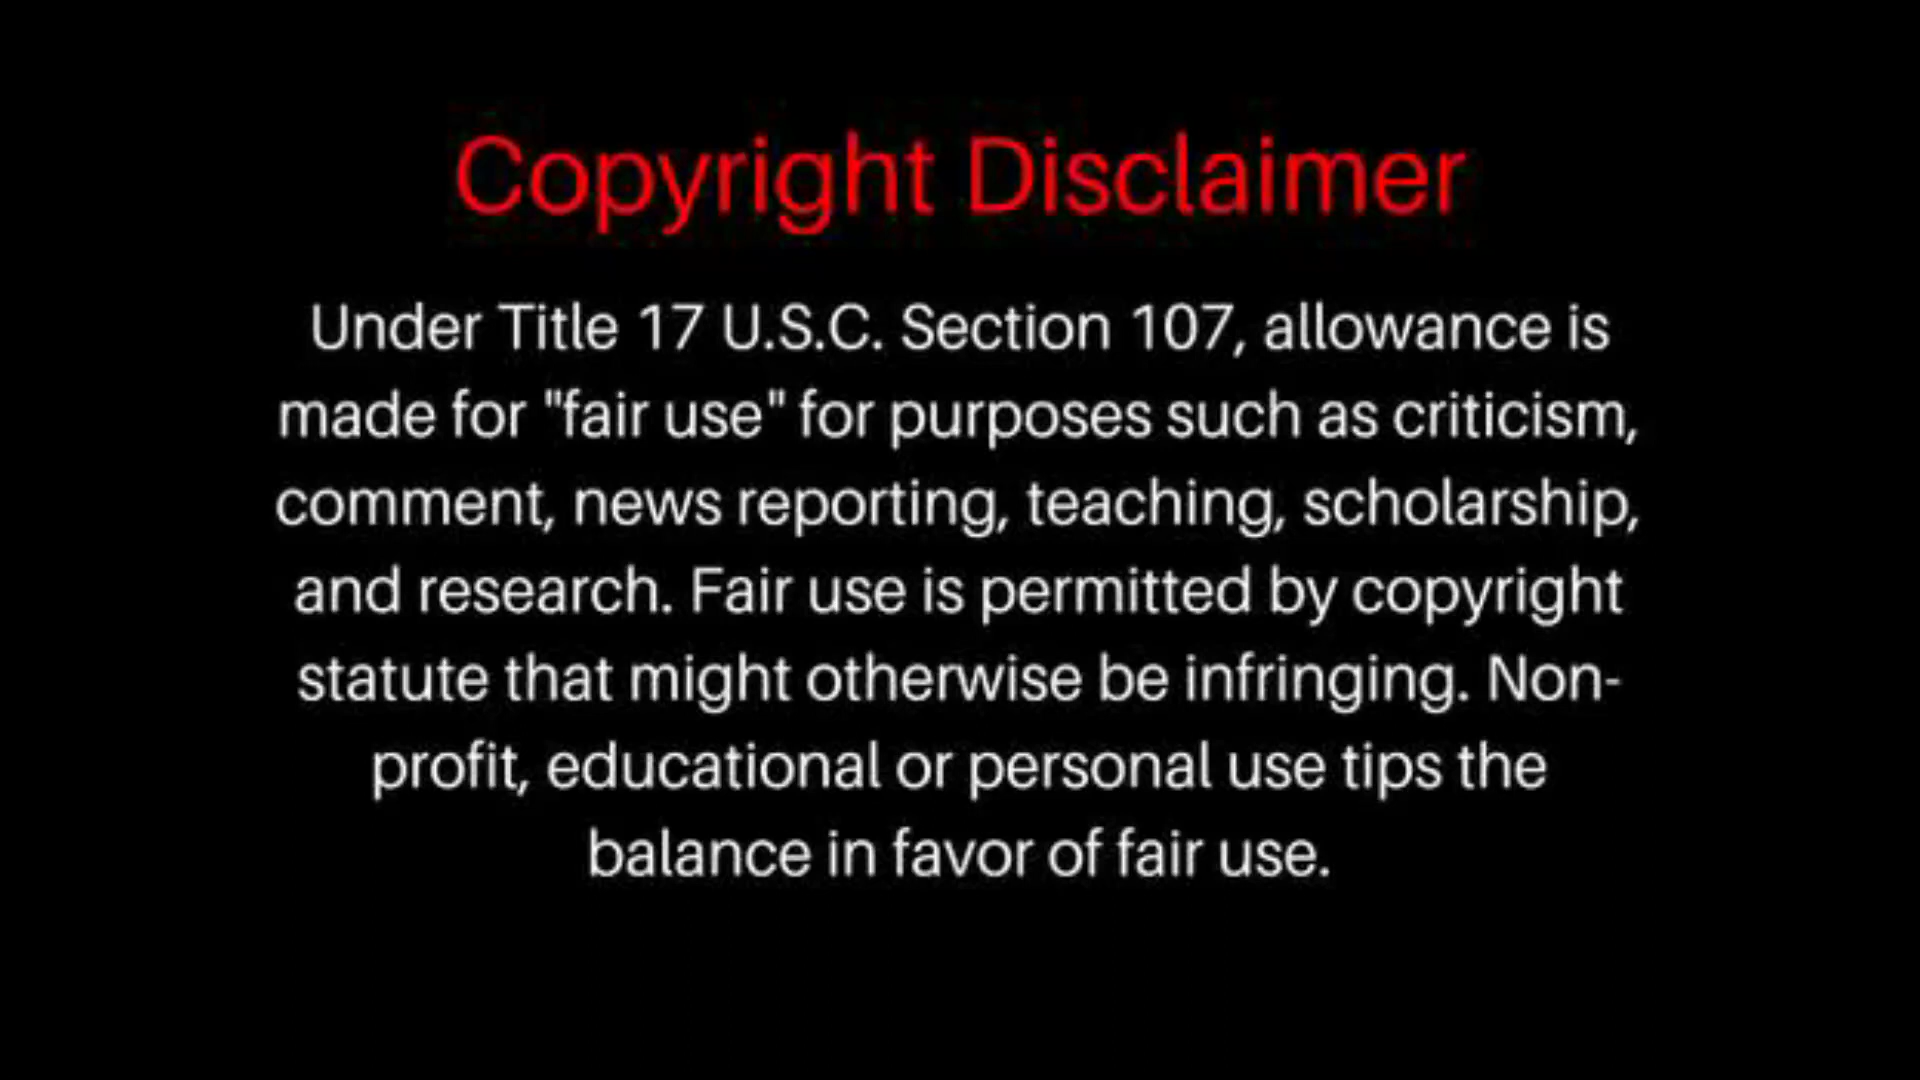 Copyright Disclaimer
Under Title 17 U.S.C. Section 107, allowance is
made for "fair use" for purposes such as criticism,
comment, news reporting, teaching, scholarship,
and research. Fair use is permitted by copyright
statute that might otherwise be infringing. Non-
profit, educational or personal use tips the
balance in favor of fair use.